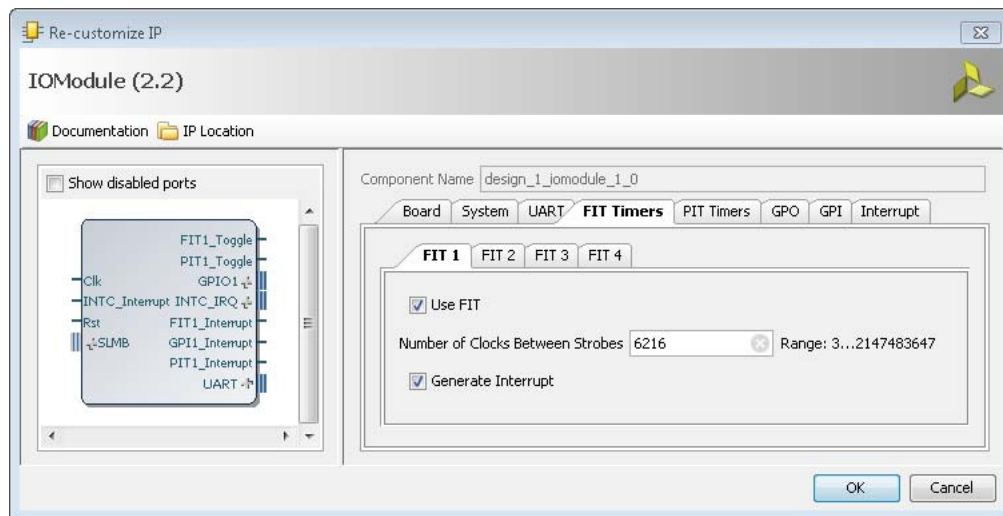 Re-customize IP
IOModule (2.2)
Documentation IP Location
Show disabled ports
FIT1_Toggle
PIT1_Toggle
Clk GPIO1
INTC_Interrupt INTC_IRQ
Rst FIT1_Interrupt
SLMB GPI1_Interrupt
PIT1_Interrupt
UART
Component Name design_1_iomodule_1_0
Board System UART FIT Timers PIT Timers GPO GPI Interrupt
FIT 1 FIT 2 FIT 3 FIT 4
Use FIT
Number of Clocks Between Strobes 6216 Range: 3...2147483647
Generate Interrupt
OK Cancel